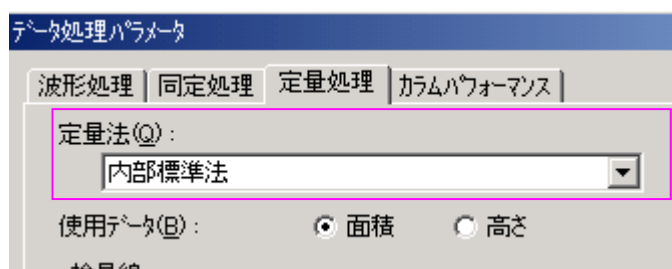 ﾃﾞｰﾀ処理ﾊﾟﾗﾒｰﾀ
波形処理 同定処理 定量処理 ｶﾗﾑﾊﾟﾌｫｰﾏﾝｽ
定量法(Q):
内部標準法
使用ﾃﾞｰﾀ(B): 面積 高さ